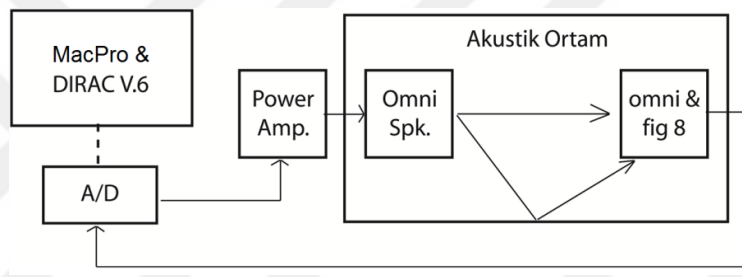 MacPro &
DIRAC V.6
A/D
Power
Amp.
Akustik Ortam
Omni
Spk.
omni &
fig 8